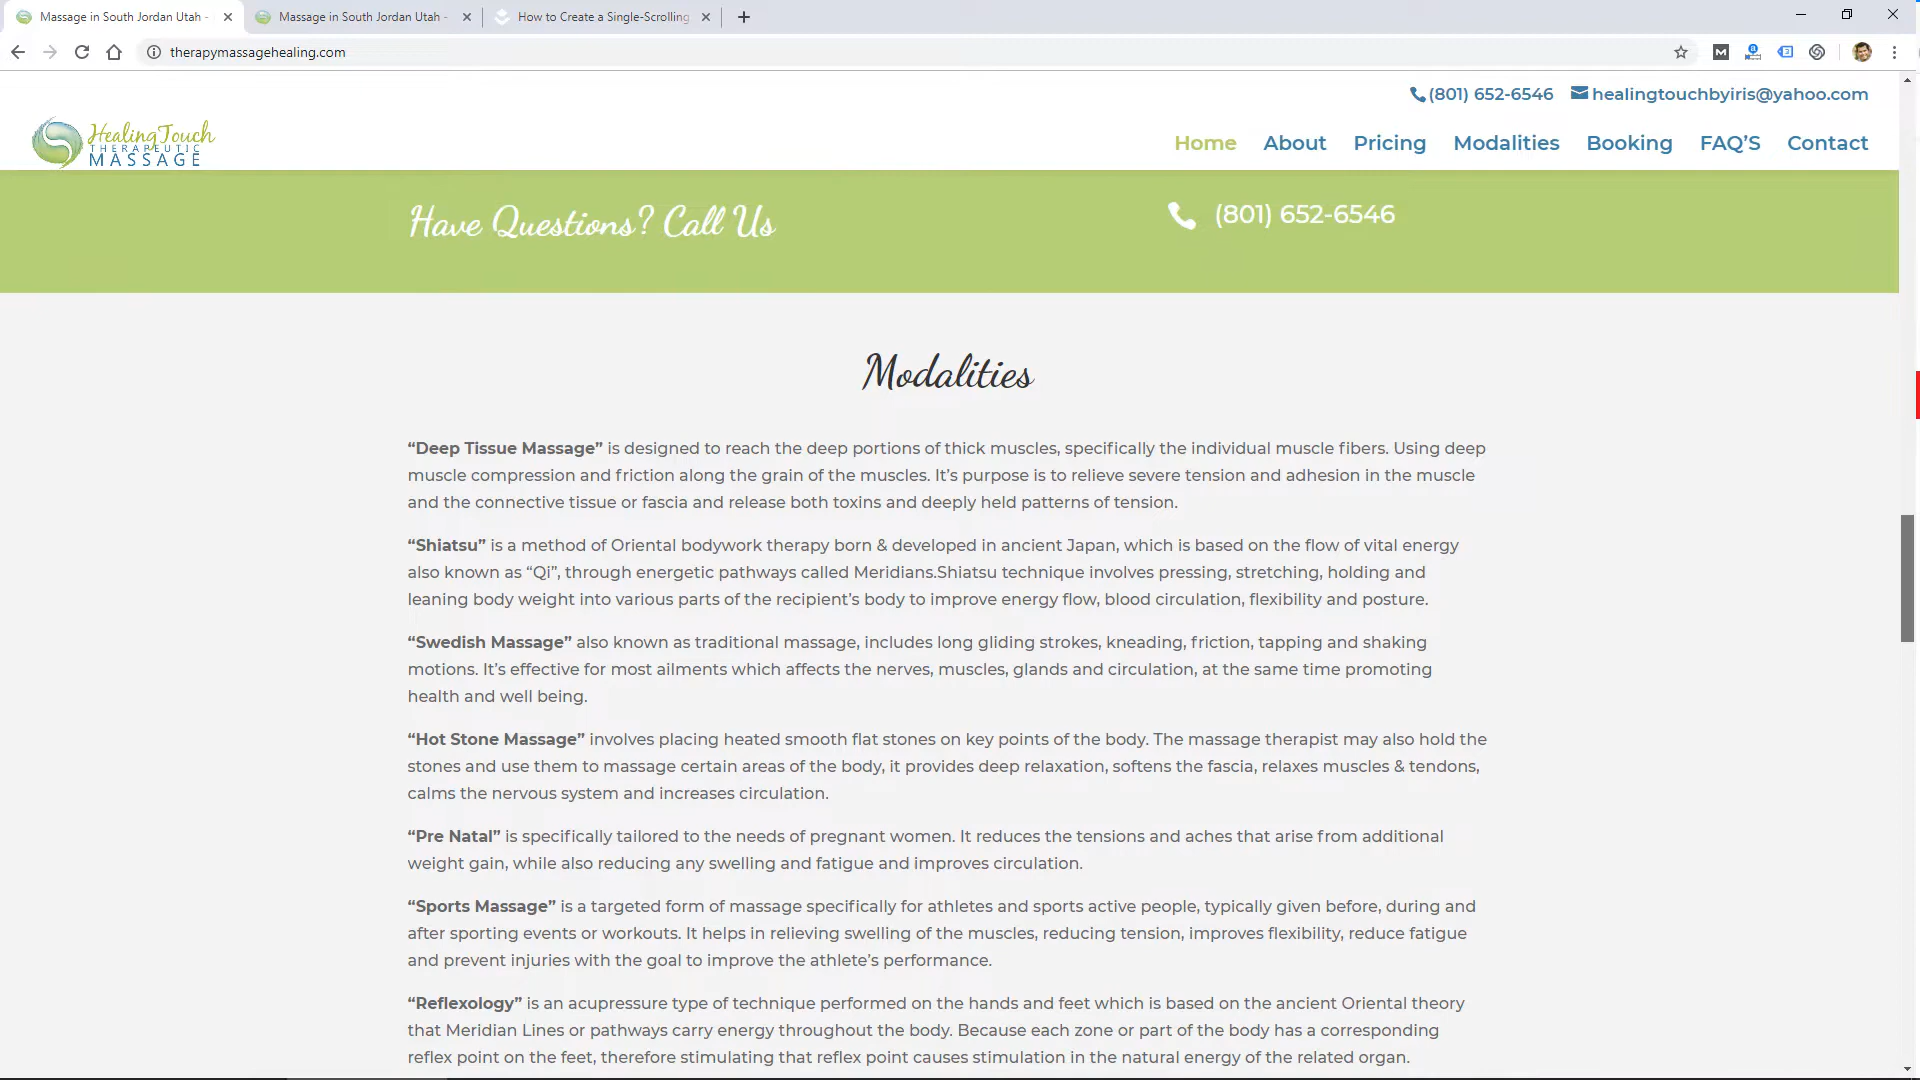 Massage in South Jordan Utah -
Massage in South Jordan Utah -
How to Create a Single-Scrolling
therapymassagehealing.com
(801) 652-6546 healingtouchbyiris@yahoo.com
Healing Touch
THERAPEUTIC
MASSAGE
Home About Pricing Modalities Booking FAQ’S Contact
Have Questions? Call Us
(801) 652-6546
Modalities
“Deep Tissue Massage” is designed to reach the deep portions of thick muscles, specifically the individual muscle fibers. Using deep
muscle compression and friction along the grain of the muscles. It’s purpose is to relieve severe tension and adhesion in the muscle
and the connective tissue or fascia and release both toxins and deeply held patterns of tension.
“Shiatsu” is a method of Oriental bodywork therapy born & developed in ancient Japan, which is based on the flow of vital energy
also known as “Qi”, through energetic pathways called Meridians.Shiatsu technique involves pressing, stretching, holding and
leaning body weight into various parts of the recipient’s body to improve energy flow, blood circulation, flexibility and posture.
“Swedish Massage” also known as traditional massage, includes long gliding strokes, kneading, friction, tapping and shaking
motions. It’s effective for most ailments which affects the nerves, muscles, glands and circulation, at the same time promoting
health and well being.
“Hot Stone Massage” involves placing heated smooth flat stones on key points of the body. The massage therapist may also hold the
stones and use them to massage certain areas of the body, it provides deep relaxation, softens the fascia, relaxes muscles & tendons,
calms the nervous system and increases circulation.
“Pre Natal” is specifically tailored to the needs of pregnant women. It reduces the tensions and aches that arise from additional
weight gain, while also reducing any swelling and fatigue and improves circulation.
“Sports Massage” is a targeted form of massage specifically for athletes and sports active people, typically given before, during and
after sporting events or workouts. It helps in relieving swelling of the muscles, reducing tension, improves flexibility, reduce fatigue
and prevent injuries with the goal to improve the athlete’s performance.
“Reflexology” is an acupressure type of technique performed on the hands and feet which is based on the ancient Oriental theory
that Meridian Lines or pathways carry energy throughout the body. Because each zone or part of the body has a corresponding
reflex point on the feet, therefore stimulating that reflex point causes stimulation in the natural energy of the related organ.